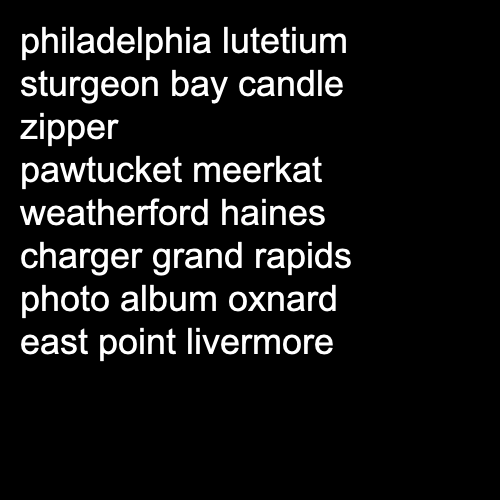 philadelphia lutetium
sturgeon bay candle
zipper
pawtucket meerkat
weatherford haines
charger grand rapids
photo album oxnard
east point livermore